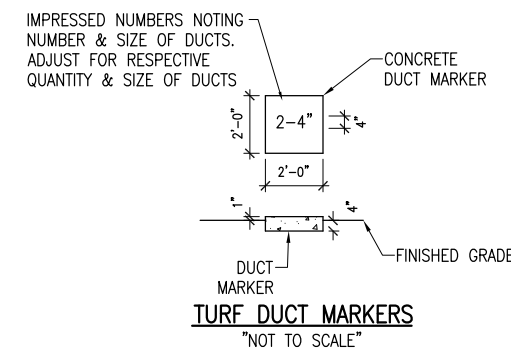 IMPRESSED NUMBERS NOTING
NUMBER & SIZE OF DUCTS.
ADJUST FOR RESPECTIVE
QUANTITY & SIZE OF DUCTS
CONCRETE
DUCT MARKER
2'-0"
2-4"
4"
2'-0"
1"
4"
FINISHED GRADE
DUCT
MARKER
TURF DUCT MARKERS
"NOT TO SCALE"